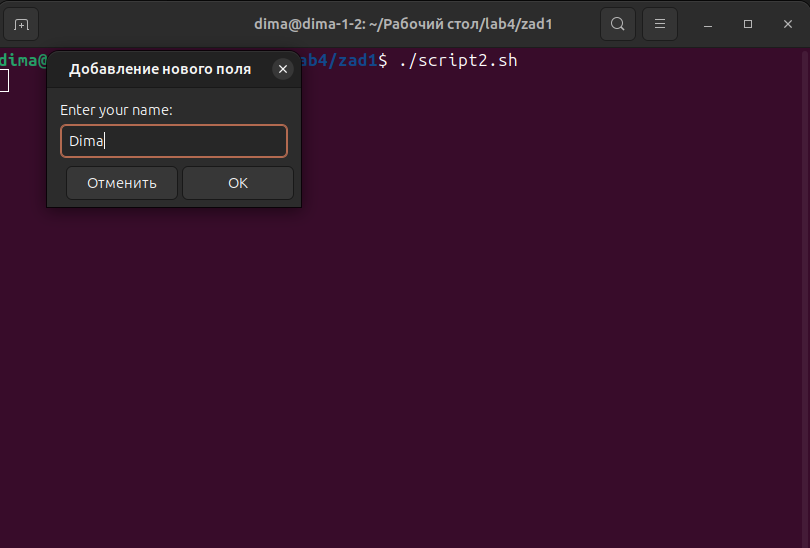 dima@dima-1-2: ~/Рабочий стол/lab4/zad1
dima@ ab4/zad1$ ./script2.sh
Добавление нового поля
Enter your name:
Dima
Отменить
OK